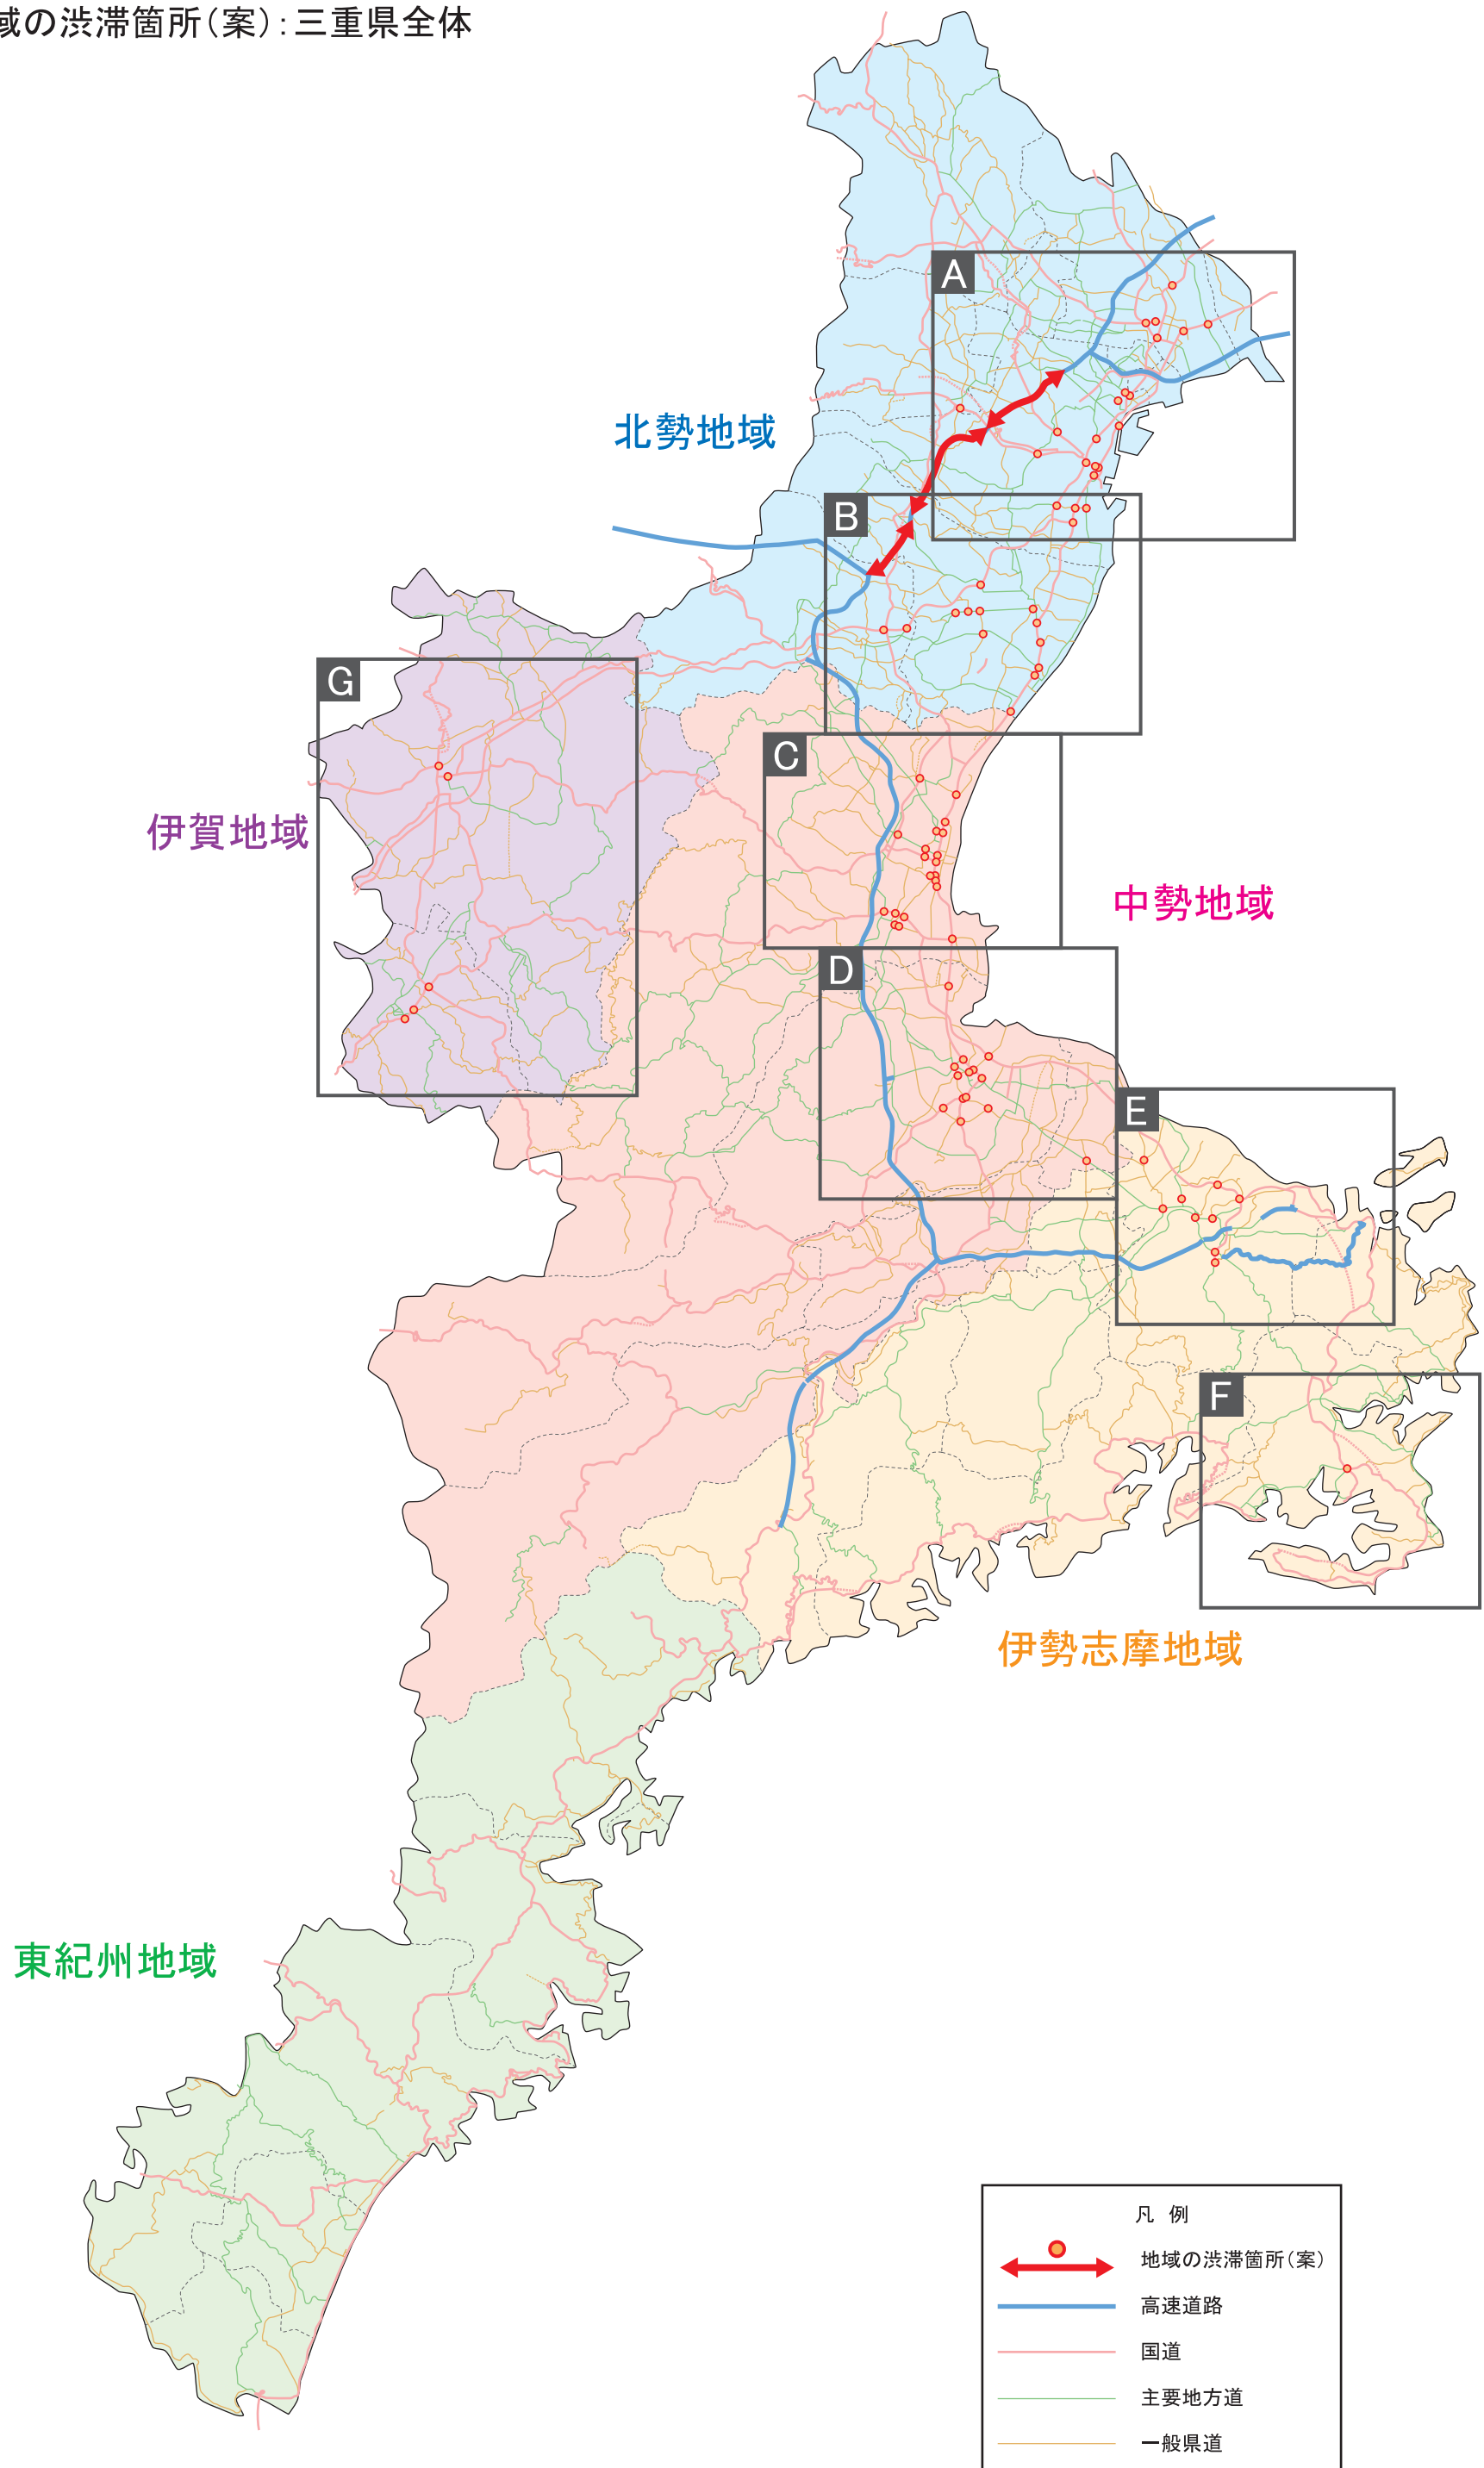 域の渋滞箇所（案）：三重県全体
A
北勢地域
B
G
C
伊賀地域
中勢地域
D
E
F
伊勢志摩地域
東紀州地域
凡 例
地域の渋滞箇所（案）
高速道路
国道
主要地方道
一般県道